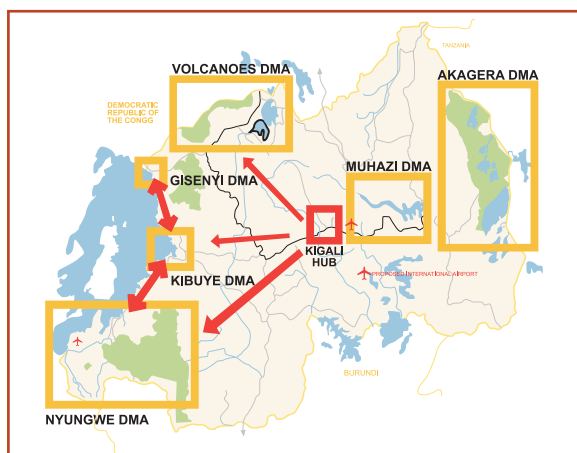 TANZANIA
VOLCANOES DMA
AKAGERA DMA
DEMOCRATIC
REPUBLIC OF
THE CONGG
MUHAZI DMA
GISENYI DMA
KIGALI
HUB
PROPOSED INTERNATIONAL AIRPORT
KIBUYE DMA
BURUNDI
NYUNGWE DMA